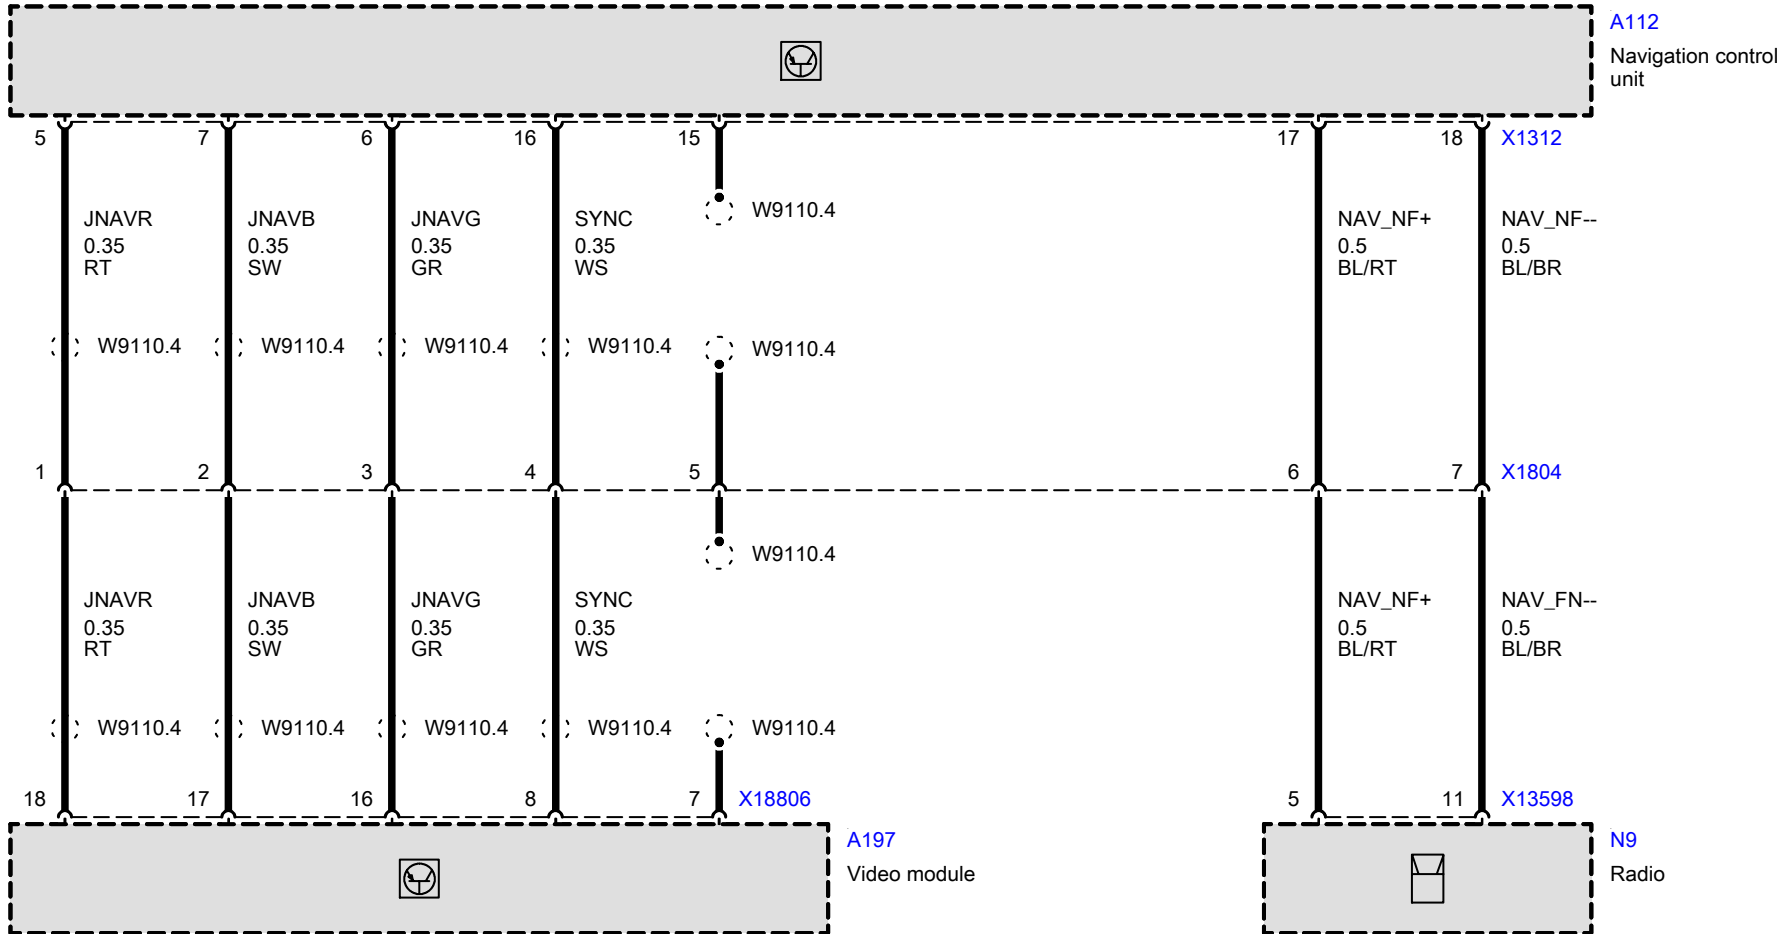 A112
Navigation control
unit
5 7 6 16 15 17 18 X1312
JNAVR JNAVB JNAVG SYNC W9110.4 NAV_NF+ NAV_NF--
0.35 0.35 0.35 0.35 0.5 0.5
RT SW GR WS BL/RT BL/BR
W9110.4 W9110.4 W9110.4 W9110.4 W9110.4
1 2 3 4 5 6 7 X1804
W9110.4
JNAVR JNAVB JNAVG SYNC NAV_NF+ NAV_FN--
0.35 0.35 0.35 0.35 0.5 0.5
RT SW GR WS BL/RT BL/BR
W9110.4 W9110.4 W9110.4 W9110.4 W9110.4
18 17 16 8 7 X18806 5 11 X13598
A197 N9
Video module Radio